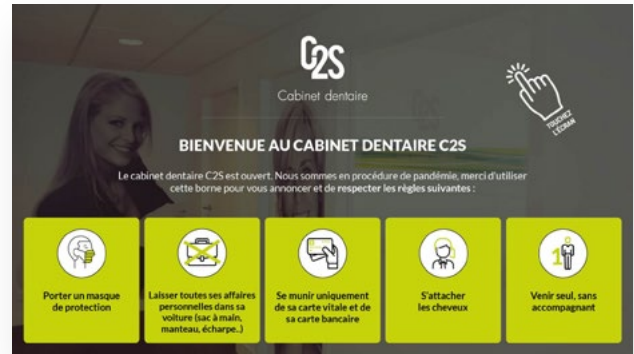 C2S
Cabinet dentaire
TOUCHEZ
L'ÉCRAN
BIENVENUE AU CABINET DENTAIRE C2S
Le cabinet dentaire C2S est ouvert. Nous sommes en procédure de pandémie, merci d'utiliser
cette borne pour vous annoncer et de respecter les règles suivantes :
Porter un masque
de protection
Laisser toutes ses affaires
personnelles dans sa
voiture (sac à main,
manteau, écharpe..)
Se munir uniquement
de sa carte vitale et de
sa carte bancaire
S'attacher
les cheveux
1
Venir seul, sans
accompagnant